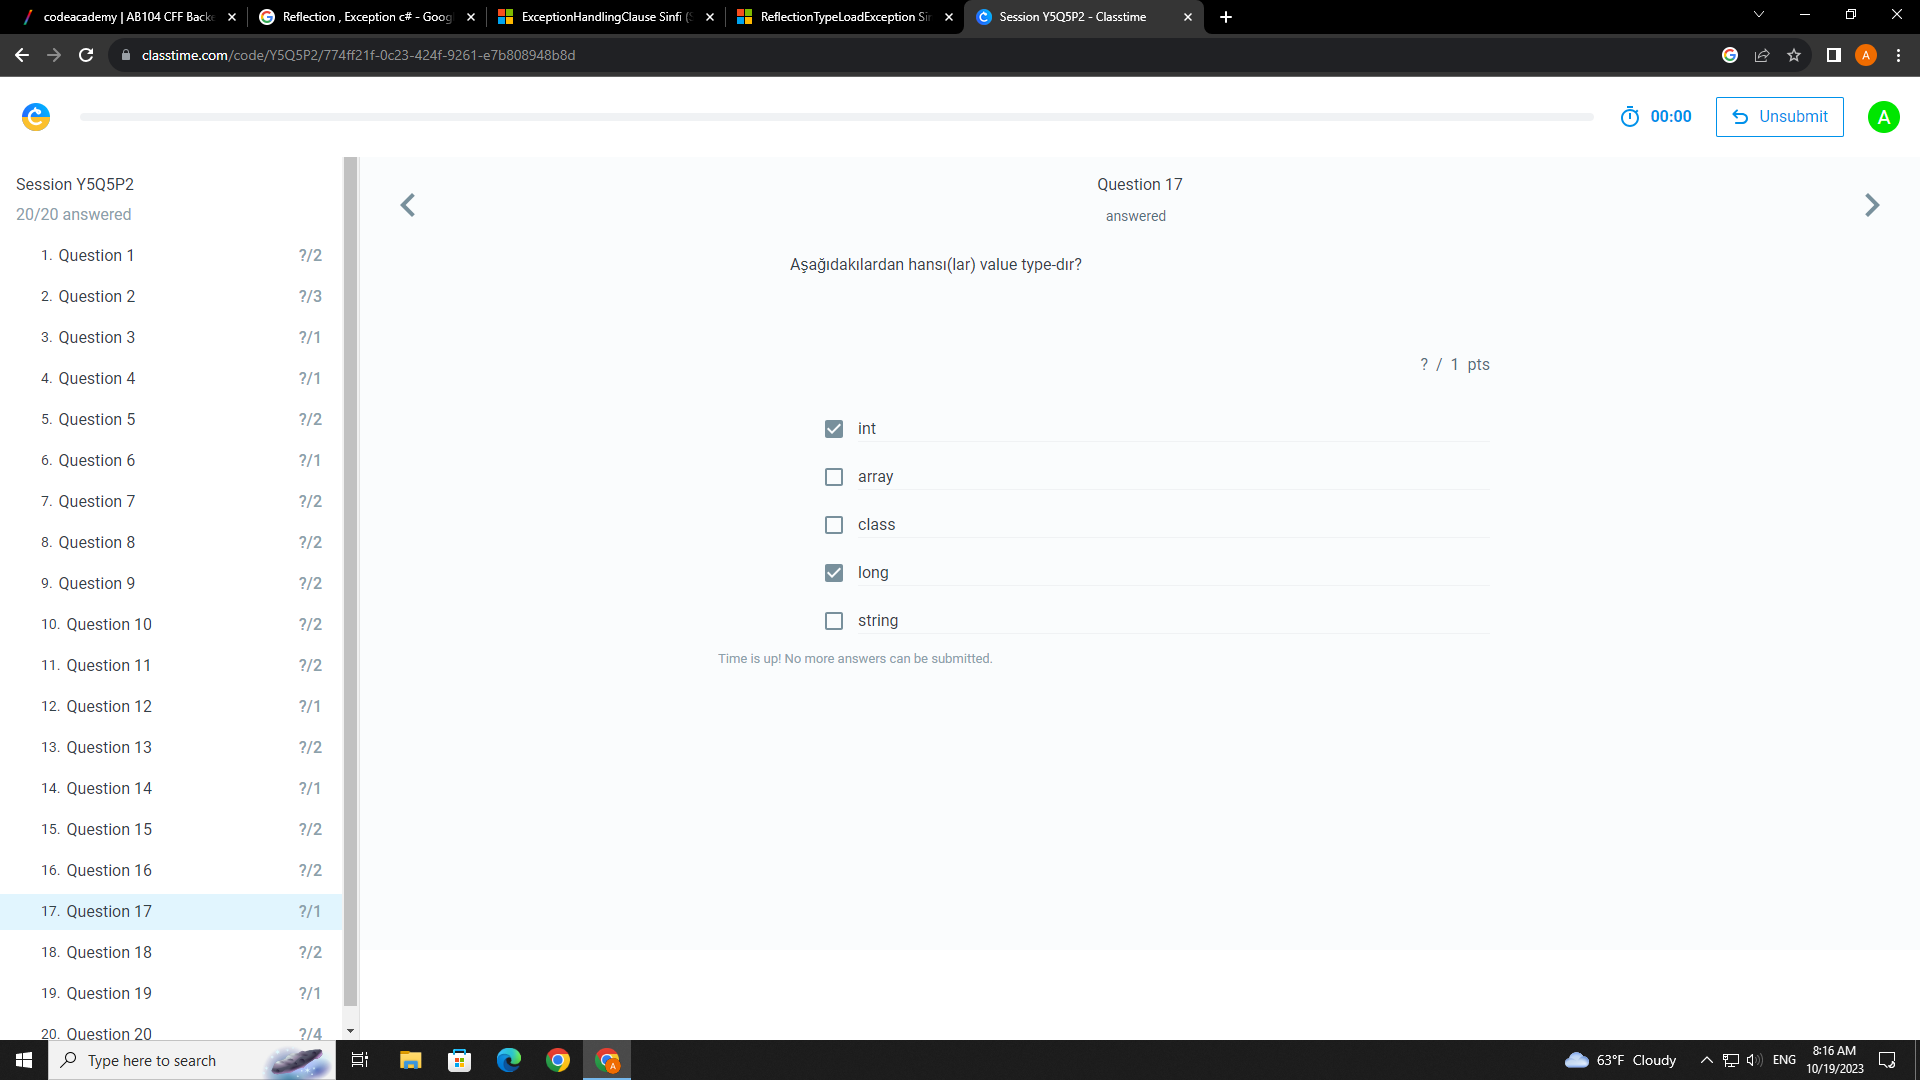 codeacademy | AB104 CFF Backe
Reflection , Exception c# - Goog
ExceptionHandlingClause Sinfi (S
ReflectionTypeLoadException Sin
Session Y5Q5P2 - Classtime
classtime.com/code/Y5Q5P2/774ff21f-0c23-424f-9261-e7b808948b8d
A
00:00
Unsubmit
A
Session Y5Q5P2
20/20 answered
1. Question 1 ?/2
2. Question 2 ?/3
3. Question 3 ?/1
4. Question 4 ?/1
5. Question 5 ?/2
6. Question 6 ?/1
7. Question 7 ?/2
8. Question 8 ?/2
9. Question 9 ?/2
10. Question 10 ?/2
11. Question 11 ?/2
12. Question 12 ?/1
13. Question 13 ?/2
14. Question 14 ?/1
15. Question 15 ?/2
16. Question 16 ?/2
17. Question 17 ?/1
18. Question 18 ?/2
19. Question 19 ?/1
20. Question 20 ?/4
Question 17
answered
Aşağıdakılardan hansı(lar) value type-dır?
? / 1 pts
int
array
class
long
string
Time is up! No more answers can be submitted.
Type here to search
A
63°F Cloudy
ENG
8:16 AM
10/19/2023